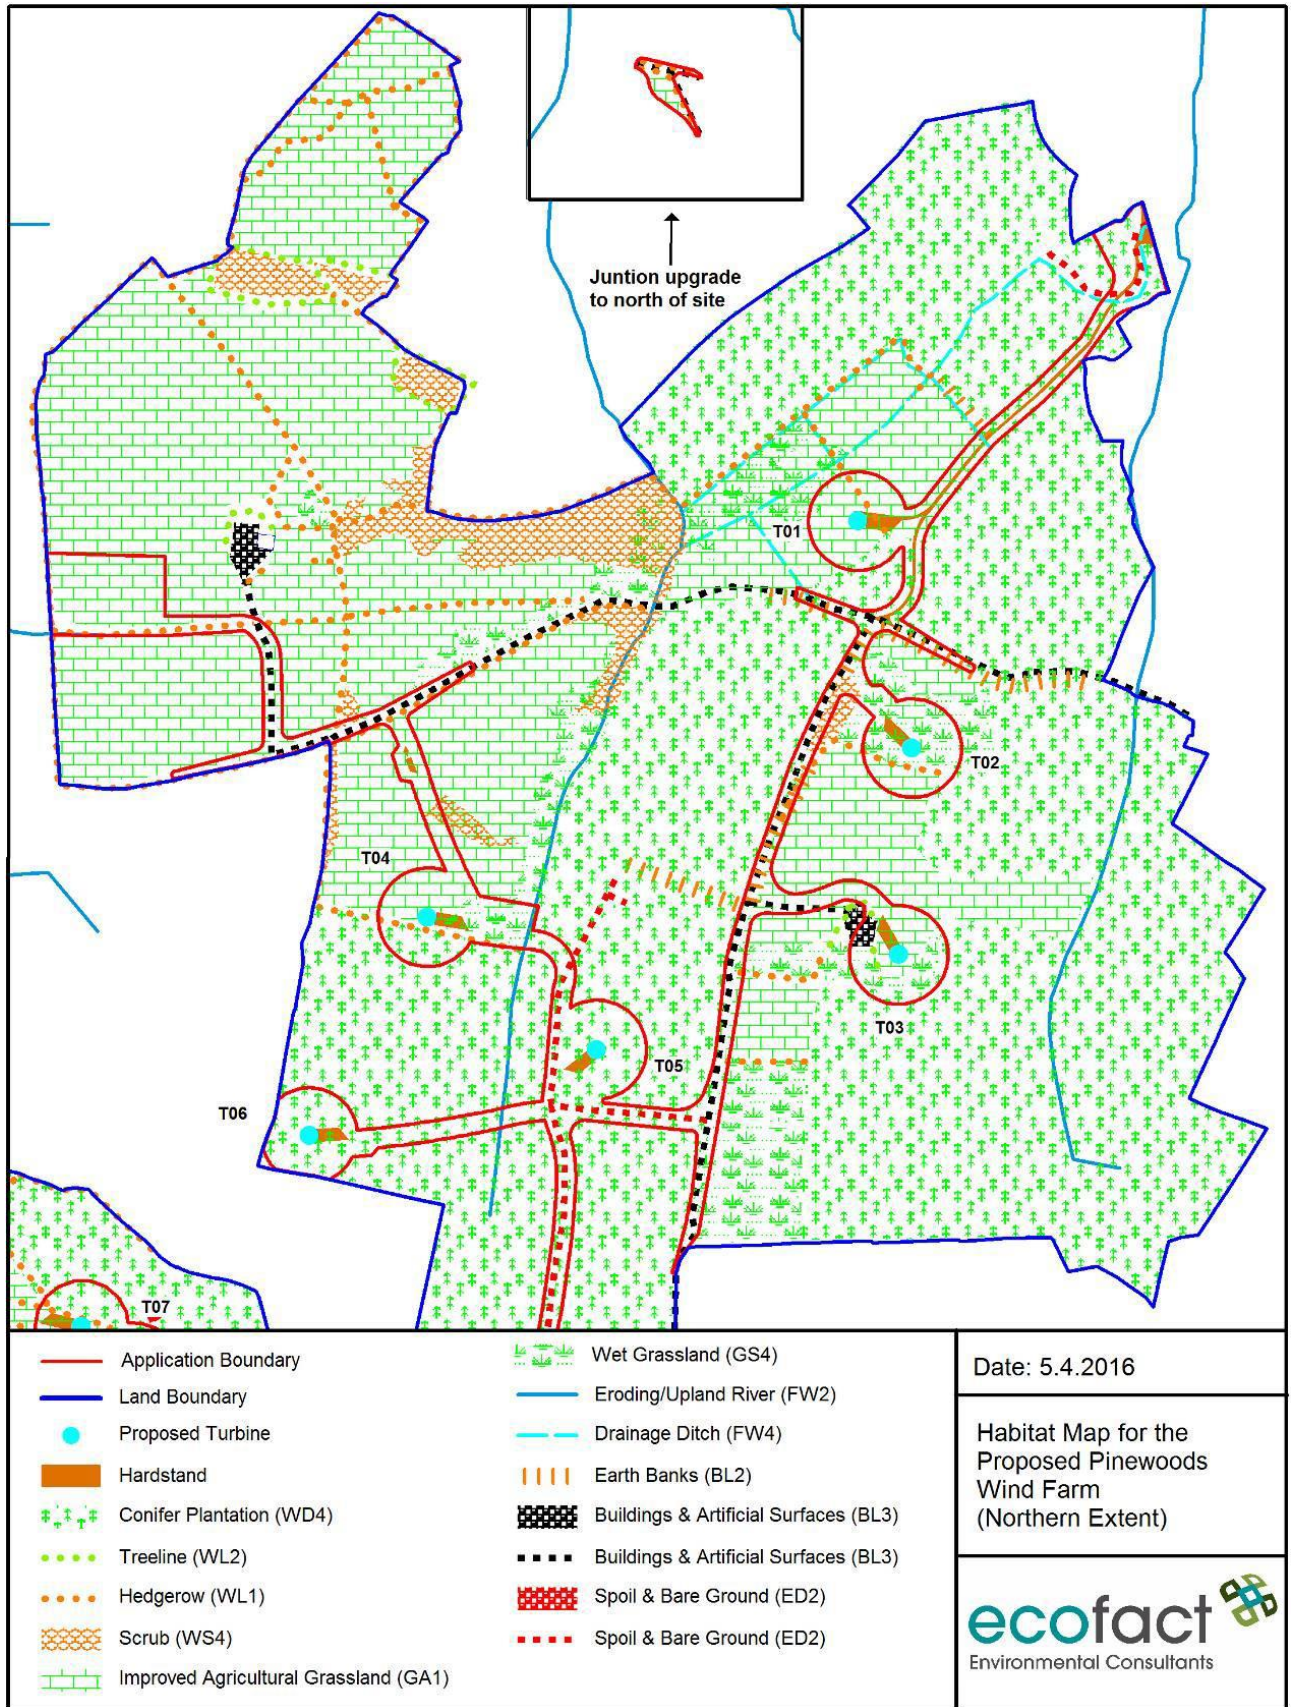 Juntion upgrade
to north of site
T01
T02
T04
T03
T05
T06
T07
Application Boundary
Land Boundary
Proposed Turbine
Hardstand
Conifer Plantation (WD4)
Treeline (WL2)
Hedgerow (WL1)
Scrub (WS4)
Improved Agricultural Grassland (GA1)
Wet Grassland (GS4)
Eroding/Upland River (FW2)
Drainage Ditch (FW4)
Earth Banks (BL2)
Buildings & Artificial Surfaces (BL3)
Buildings & Artificial Surfaces (BL3)
Spoil & Bare Ground (ED2)
Spoil & Bare Ground (ED2)
Date: 5.4.2016
Habitat Map for the
Proposed Pinewoods
Wind Farm
(Northern Extent)
ecofact
Environmental Consultants